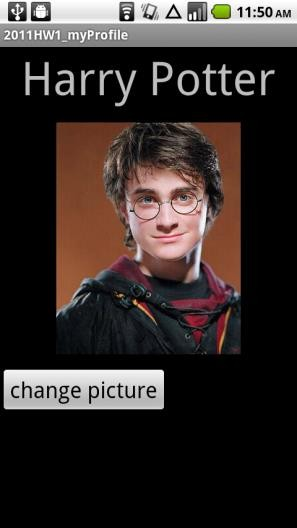 11:50 AM
2011HW1_myProfile
Harry Potter
change picture